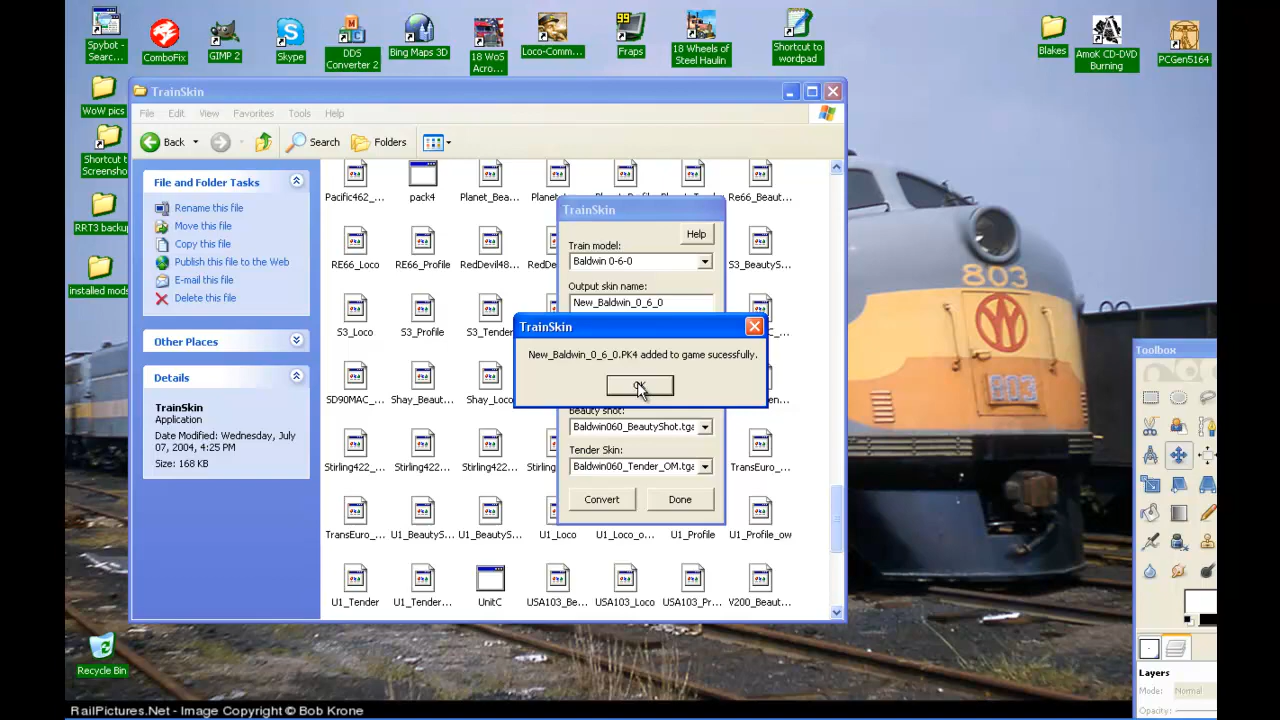 Spybot -
Searc...
ComboFix
GIMP 2
Skype
DDS
Converter 2
Bing Maps 3D
18 WoS
Acro...
Loco-Comm...
99
Fraps
18 Wheels of
Steel Haulin
Shortcut to
wordpad
Blakes
AmoK CD-DVD
Burning
PCGen5164
WoW pics
Shortcut t
Screensho
RRT3 backup
installed mods
Recycle Bin
TrainSkin
File Edit View Favorites Tools Help
Back Search Folders
File and Folder Tasks
Rename this file
Move this file
Copy this file
Publish this file to the Web
E-mail this file
Delete this file
Other Places
Details
TrainSkin
Application
Date Modified: Wednesday, July
07, 2004, 4:25 PM
Size: 168 KB
Pacific462_... pack4 Planet_Bea... Re66_Beaut...
RE66_Loco RE66_Profile RedDevil48... S3_BeautyS...
S3_Loco S3_Profile S3_Tender
SD90MAC_... Shay_Beaut... Shay_Loco
Stirling422_... Stirling422_... Stirling422_... TransEuro_...
TransEuro_... U1_BeautyS... U1_BeautyS... U1_Loco U1_Loco_o... U1_Profile U1_Profile_ow
U1_Tender U1_Tender... UnitC USA103_Be... USA103_Loco USA103_Pr... V200_Beaut...
TrainSkin
Help
Train model:
Baldwin 0-6-0
Output skin name:
New_Baldwin_0_6_0
TrainSkin
New_Baldwin_0_6_0.PK4 added to game sucessfully.
Beauty shot:
Baldwin060_BeautyShot.tga
Tender Skin:
Baldwin060_Tender_OM.tga
Convert Done
803
803
Toolbox
Layers
Mode: Normal
Opacity:
RailPictures.Net - Image Copyright © Bob Krone